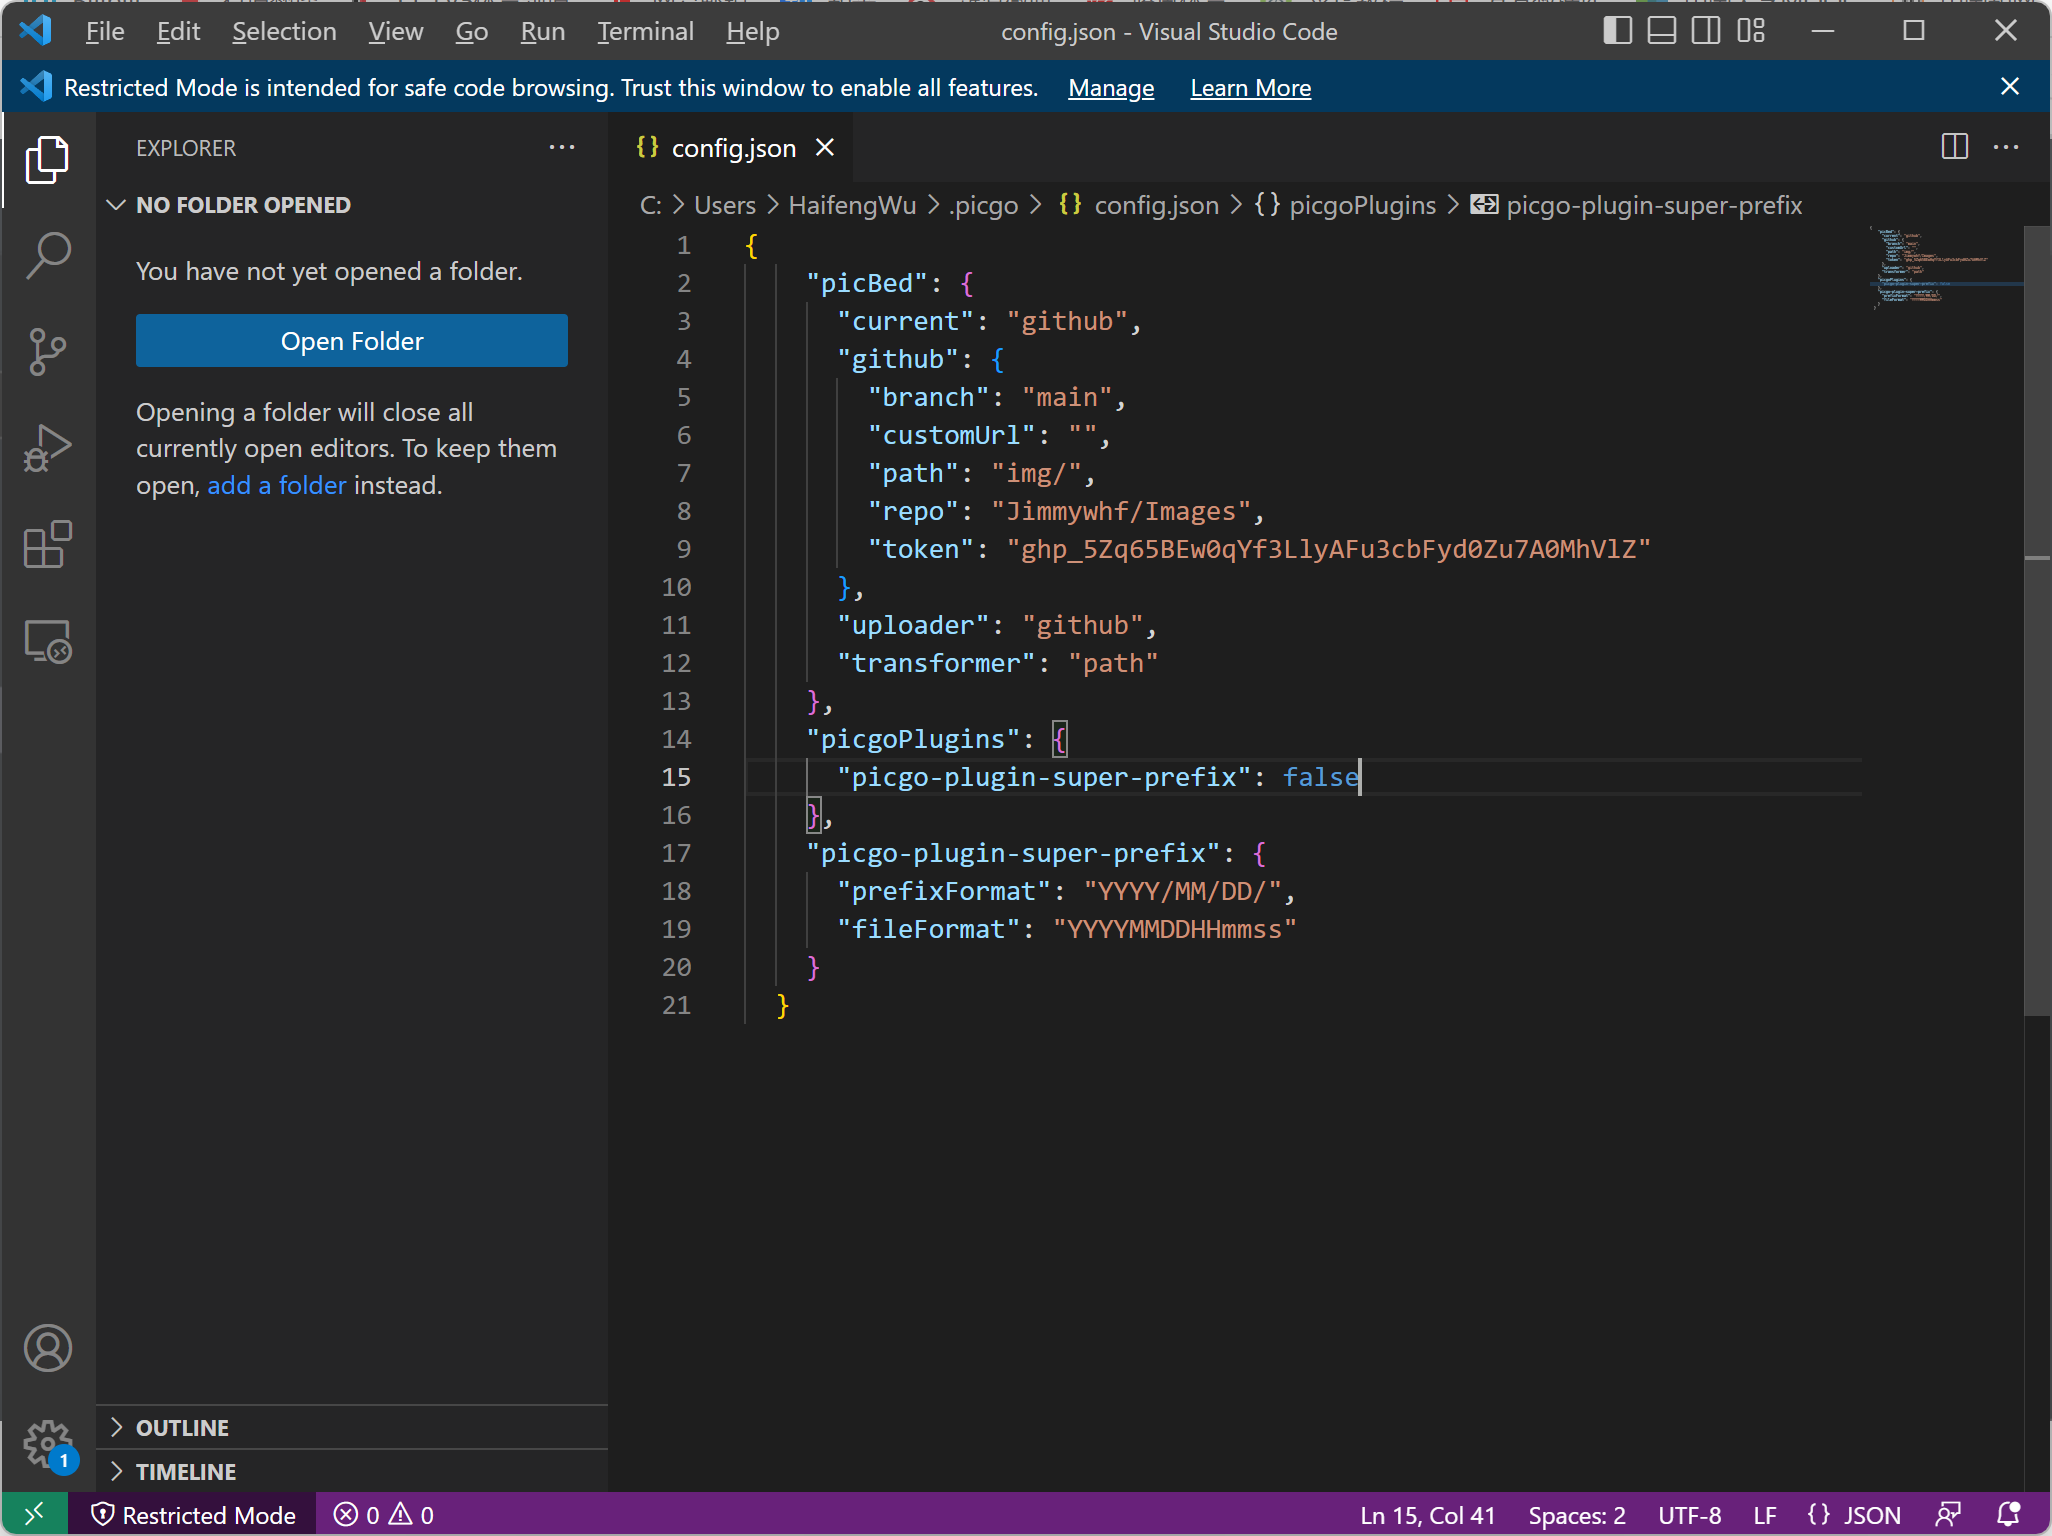 File Edit Selection View Go Run Terminal Help config.json - Visual Studio Code
Restricted Mode is intended for safe code browsing. Trust this window to enable all features. Manage Learn More
EXPLORER
NO FOLDER OPENED
You have not yet opened a folder.
Open Folder
Opening a folder will close all
currently open editors. To keep them
open, add a folder instead.
OUTLINE
TIMELINE
{} config.json
C: > Users > HaifengWu > .picgo > {} config.json > {} picgoPlugins > picgo-plugin-super-prefix
1 {
2 "picBed": {
3 "current": "github",
4 "github": {
5 "branch": "main",
6 "customUrl": "",
7 "path": "img/",
8 "repo": "Jimmywhf/Images",
9 "token": "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"
10 },
11 "uploader": "github",
12 "transformer": "path"
13 },
14 "picgoPlugins": {
15 "picgo-plugin-super-prefix": false
16 },
17 "picgo-plugin-super-prefix": {
18 "prefixFormat": "YYYY/MM/DD/",
19 "fileFormat": "YYYYMMDDHHmmss"
20 }
21 }
1
Restricted Mode 0 0 Ln 15, Col 41 Spaces: 2 UTF-8 LF {} JSON